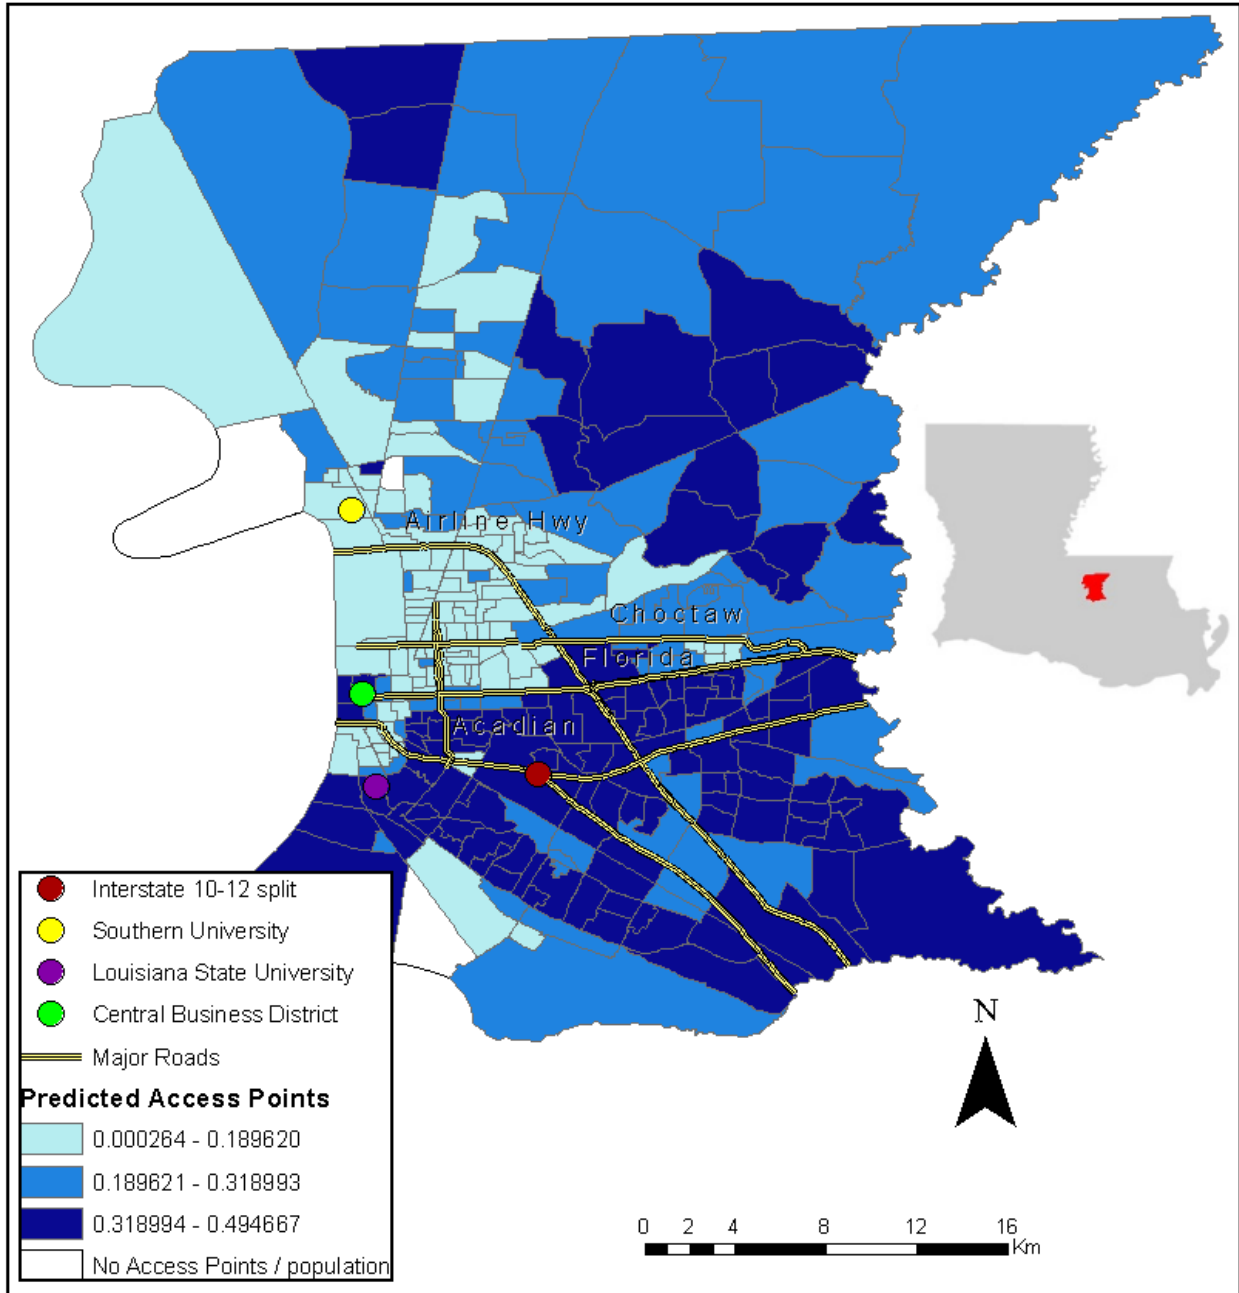 Airline Hwy
Choctaw
Florida
Acadian
Interstate 10-12 split
Southern University
Louisiana State University
Central Business District
Major Roads
Predicted Access Points
0.000264 - 0.189620
0.189621 - 0.318993
0.318994 - 0.494667
No Access Points / population
N
0 2 4 8 12 16
Km